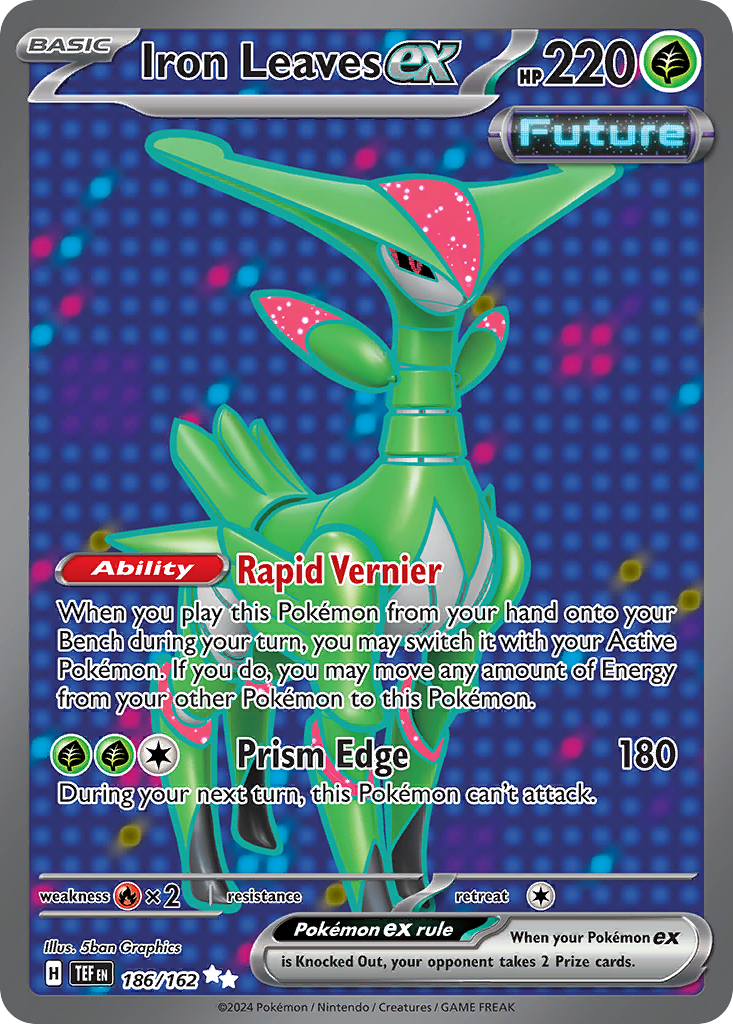 BASIC Iron Leaves ex HP 220
Future
Ability Rapid Vernier
When you play this Pokémon from your hand onto your
Bench during your turn, you may switch it with your Active
Pokémon. If you do, you may move any amount of Energy
from your other Pokémon to this Pokémon.
Prism Edge 180
During your next turn, this Pokémon can't attack.
weakness ×2 resistance retreat
Pokémon ex rule When your Pokémon ex
is Knocked Out, your opponent takes 2 Prize cards.
Illus. 5ban Graphics
H TEF EN 186/162
©2024 Pokémon / Nintendo / Creatures / GAME FREAK